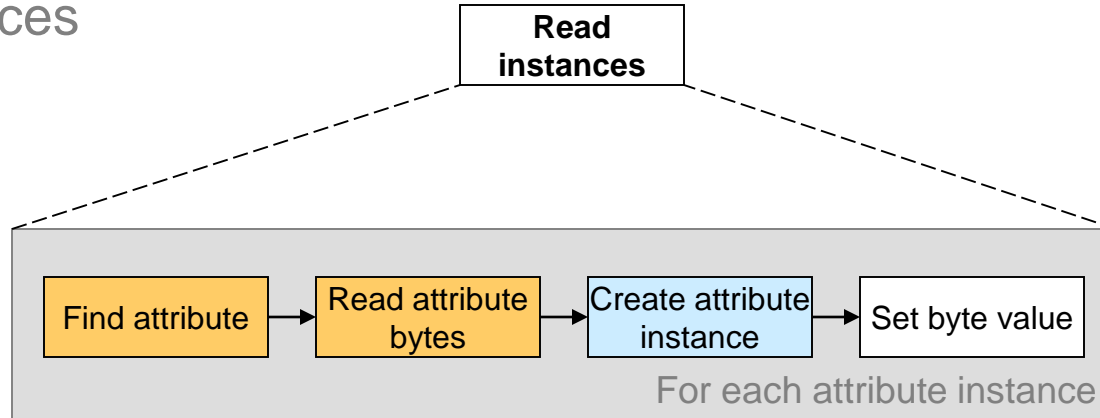 ces
Read
instances
Find attribute
Read attribute
bytes
Create attribute
instance
Set byte value
For each attribute instance